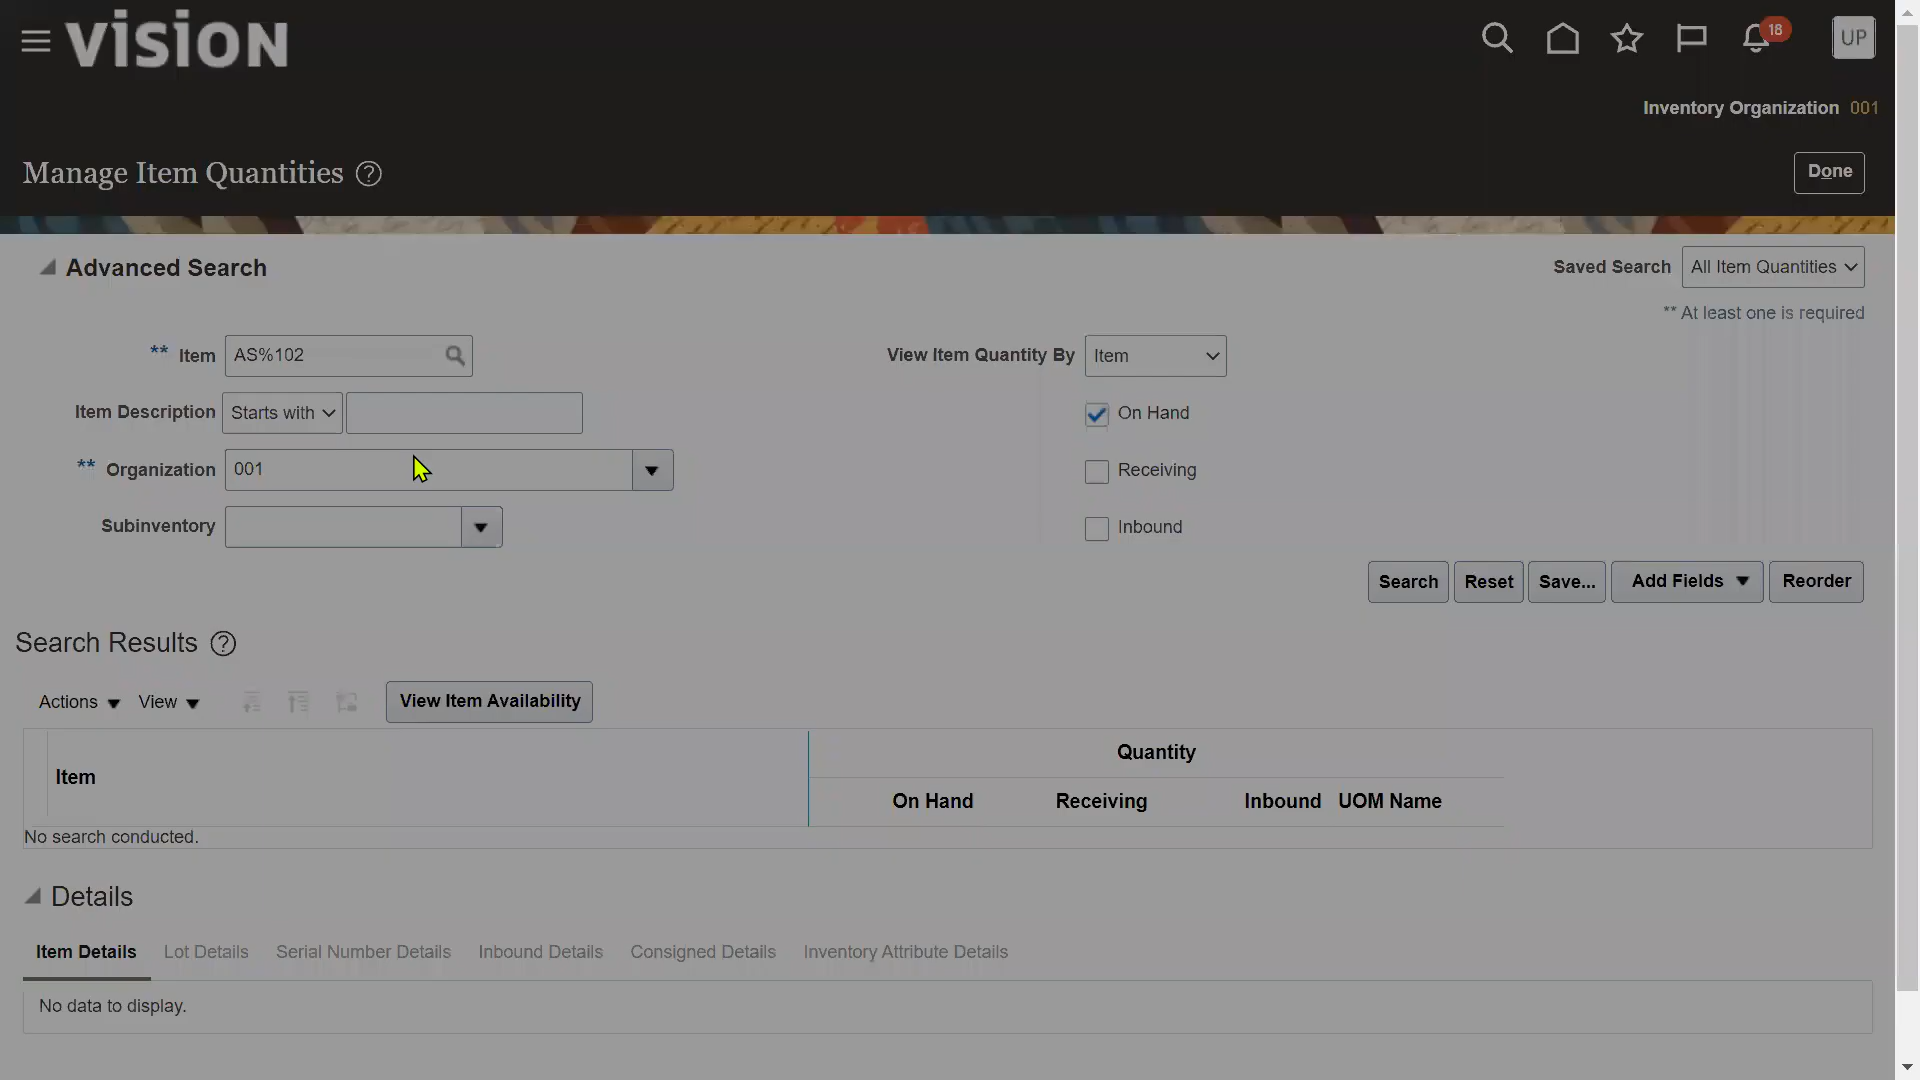 vision
18
UP
Inventory Organization 001
Manage Item Quantities ?
Done
Advanced Search
Saved Search All Item Quantities
** At least one is required
** Item AS%102
View Item Quantity By Item
Item Description Starts with
On Hand
** Organization 001
Receiving
Subinventory
Inbound
Search Reset Save... Add Fields Reorder
Search Results ?
Actions View View Item Availability
Quantity
Item
On Hand Receiving Inbound UOM Name
No search conducted.
Details
Item Details Lot Details Serial Number Details Inbound Details Consigned Details Inventory Attribute Details
No data to display.